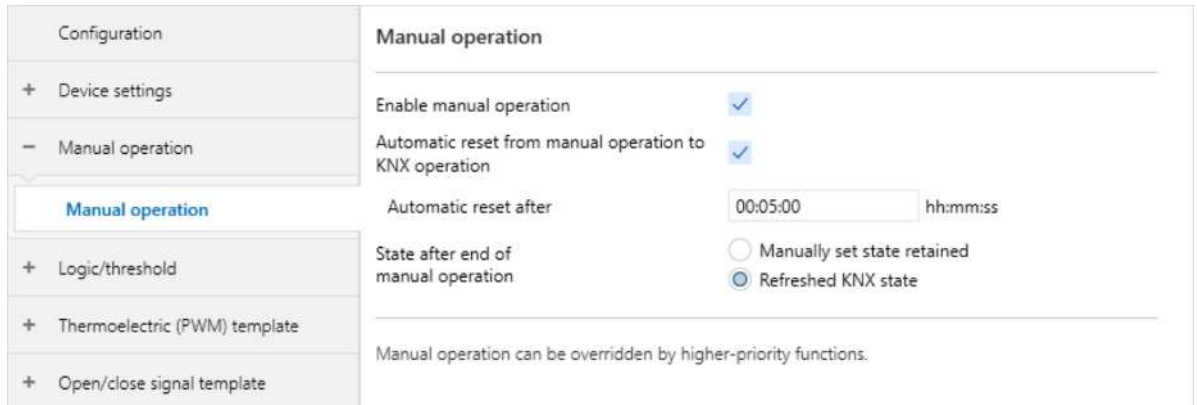 Configuration
+ Device settings
− Manual operation
Manual operation
+ Logic/threshold
+ Thermoelectric (PWM) template
+ Open/close signal template
Manual operation
Enable manual operation
Automatic reset from manual operation to
KNX operation
Automatic reset after 00:05:00 hh:mm:ss
State after end of
manual operation
Manually set state retained
Refreshed KNX state
Manual operation can be overridden by higher-priority functions.